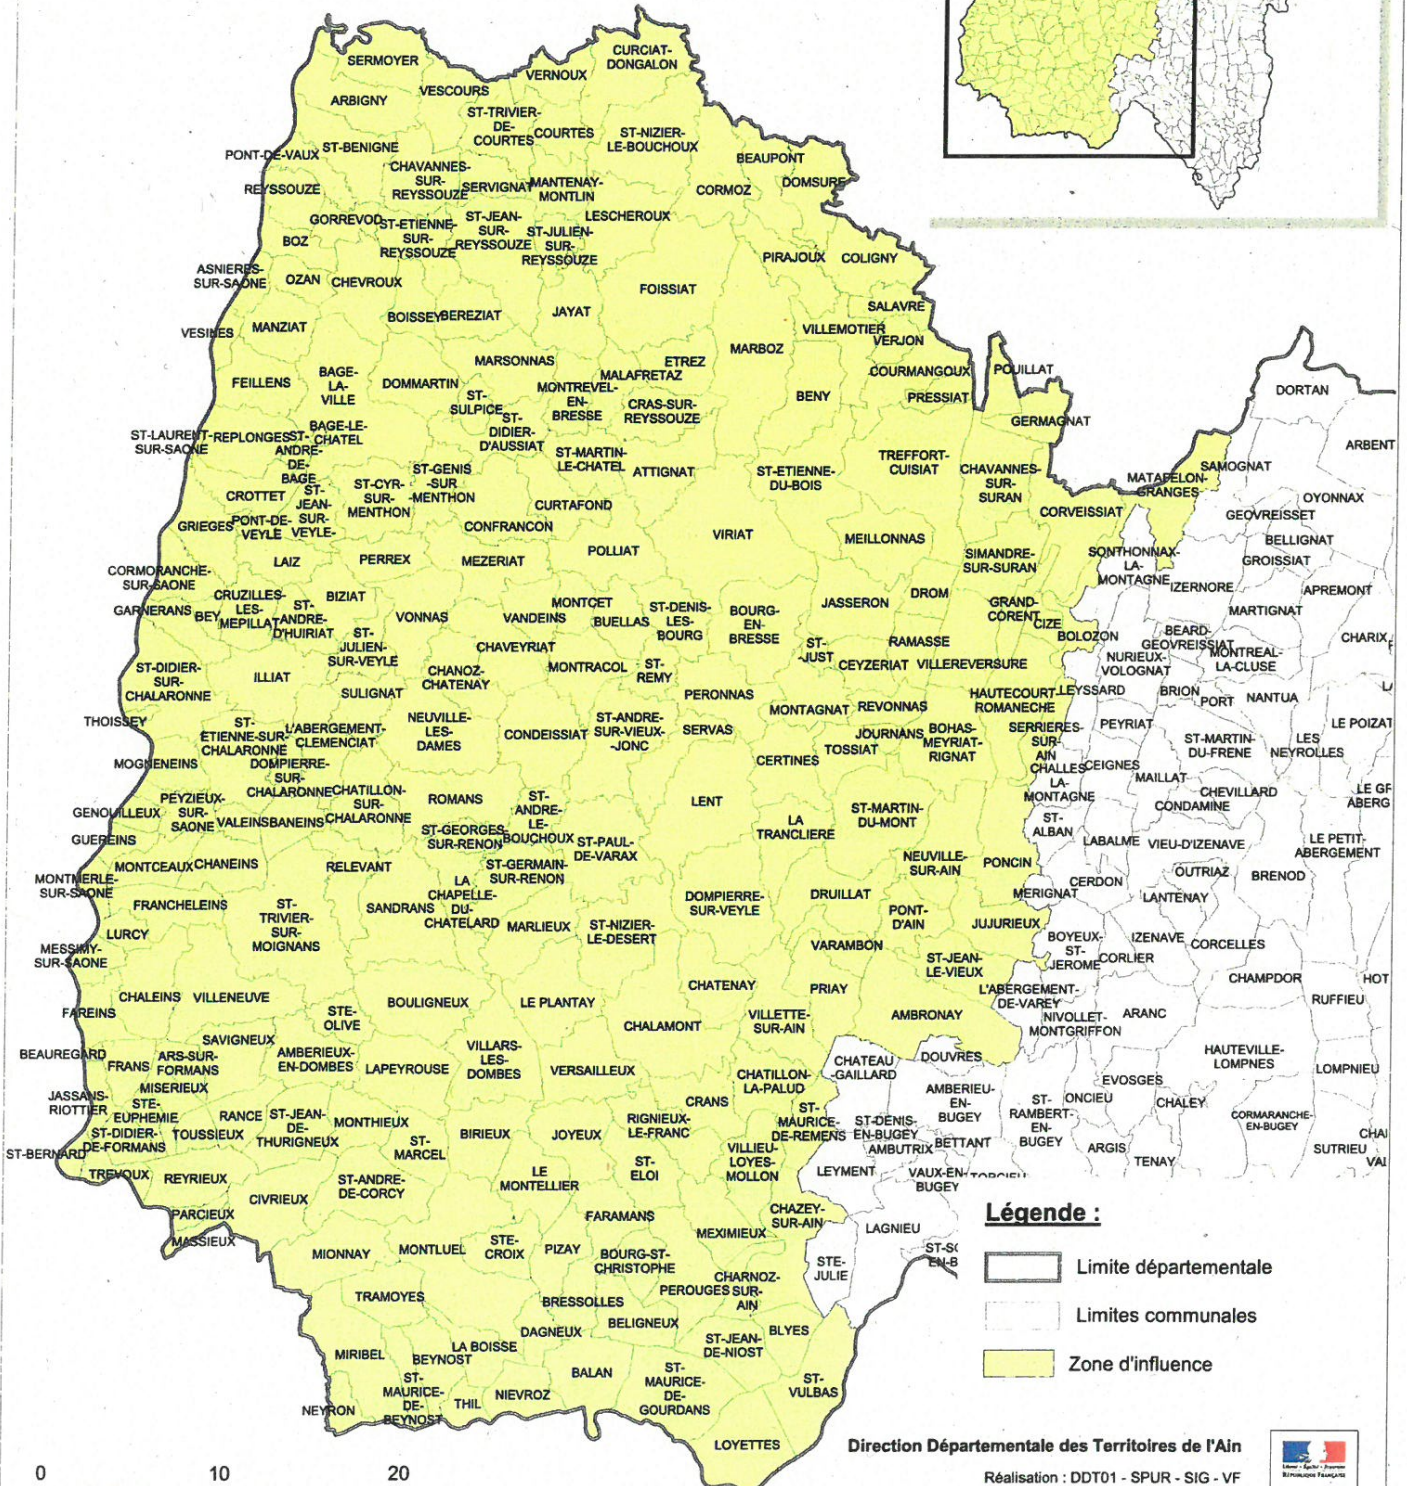 CURCIAT-
DONGALON
SERMOYER
VERNOUX
VESCOURS
ARBIGNY
ST-TRIVIER-
DE-
COURTES
COURTES
ST-NIZIER-
LE-BOUCHOUX
ST-BENIGNE
PONT-DE-VAUX
BEAUPONT
CHAVANNES-
SUR-
REYSSOUZE
SERVIGNAT
MANTENAY-
MONTLIN
CORMOZ
DOMSURE
REYSSOUZE
GORREVOD
ST-ETIENNE-
SUR-
REYSSOUZE
ST-JEAN-
SUR-
REYSSOUZE
ST-JULIEN-
SUR-
REYSSOUZE
LESCHEROUX
BOZ
PIRAJOUX
COLIGNY
ASNIERES-
SUR-SAONE
OZAN
CHEVROUX
FOISSIAT
SALAVRE
BOISSEY
BEREZIAT
JAYAT
VESINES
MANZIAT
VILLEMOTIER
VERJON
MARBOZ
MARSONNAS
ETREZ
MALAFRETAZ
COURMANGOUX
POUILLAT
FEILLENS
BAGE-
LA-
VILLE
DOMMARTIN
MONTREVEL-
EN-
BRESSE
BENY
PRESSIAT
DORTAN
ST-
SULPICE
ST-
DIDIER-
D'AUSSIAT
CRAS-SUR-
REYSSOUZE
GERMAGNAT
BAGE-LE-
CHATEL
ST-LAURENT-
SUR-SAONE
REPLONGES
ST-
ANDRE-
DE-
BAGE
ARBENT
ST-MARTIN-
LE-CHATEL
ATTIGNAT
TREFFORT-
CUISIAT
CHAVANNES-
SUR-
SURAN
SAMOGNAT
ST-GENIS
-SUR
-MENTHON
ST-ETIENNE-
DU-BOIS
MATAFELON-
GRANGES
ST-CYR-
SUR-
MENTHON
CROTTET
ST-
JEAN-
SUR-
VEYLE-
CURTAFOND
CORVEISSIAT
OYONNAX
GEOVREISSET
GRIEGES
PONT-DE-
VEYLE
CONFRANCON
VIRIAT
MEILLONNAS
BELLIGNAT
GROISSIAT
LAIZ
PERREX
MEZERIAT
POLLIAT
SIMANDRE-
SUR-SURAN
SONTHONNAX-
LA-
MONTAGNE
CORMORANCHE-
SUR-SAONE
IZERNORE
APREMONT
GARNERANS
BEY
CRUZILLES-
LES-
MEPILLAT
ST-
ANDRE-
D'HUIRIAT
BIZIAT
VONNAS
VANDEINS
MONTCET
BUELLAS
ST-DENIS-
LES-
BOURG
BOURG-
EN-
BRESSE
JASSERON
DROM
GRAND-
CORENT
CIZE
MARTIGNAT
ST-
JULIEN-
SUR-VEYLE
BOLOZON
BEARD-
GEOVREISSIAT
CHARIX
CHAVEYRIAT
ST-
-JUST
RAMASSE
CEYZERIAT
VILLEREVERSURE
NURIEUX-
VOLOGNAT
MONTREAL-
LA-CLUSE
ST-DIDIER-
SUR-
CHALARONNE
ILLIAT
SULIGNAT
CHANOZ-
CHATENAY
MONTRACOL
ST-
REMY
PERONNAS
MONTAGNAT
REVONNAS
HAUTECOURT-
ROMANECHE
LEYSSARD
BRION
PORT
NANTUA
THOISSEY
ST-
ETIENNE-SUR-
CHALARONNE
L'ABERGEMENT-
CLEMENCIAT
NEUVILLE-
LES-
DAMES
CONDEISSIAT
ST-ANDRE-
SUR-VIEUX-
-JONC
SERVAS
JOURNANS
BOHAS-
MEYRIAT-
RIGNAT
SERRIERES-
SUR-
AIN
PEYRIAT
LE POIZAT
TOSSIAT
ST-MARTIN-
DU-FRENE
LES
NEYROLLES
MOGNENEINS
DOMPIERRE-
SUR-
CHALARONNE
CERTINES
CHALLES-
LA-
MONTAGNE
CEIGNES
MAILLAT
CHEVILLARD
CONDAMINE
PEYZIEUX-
SUR-
SAONE
CHATILLON-
SUR-
CHALARONNE
ROMANS
ST-
ANDRE-
LE-
BOUCHOUX
LENT
GENOUILLEUX
VALEINS
BANEINS
ST-MARTIN-
DU-MONT
LA
TRANCLIERE
ST-
ALBAN
GUEREINS
ST-GEORGES-
SUR-RENON
ST-PAUL-
DE-VARAX
LABALME
VIEU-D'IZENAVE
LE PETIT-
ABERGEMENT
MONTCEAUX
CHANEINS
RELEVANT
ST-GERMAIN-
SUR-RENON
NEUVILLE-
SUR-AIN
PONCIN
OUTRIAZ
BRENOD
MONTMERLE-
SUR-SAONE
CERDON
LANTENAY
MERIGNAT
FRANCHELEINS
ST-
TRIVIER-
SUR-
MOIGNANS
SANDRANS
LA
CHAPELLE-
DU-
CHATELARD
MARLIEUX
ST-NIZIER-
LE-DESERT
DOMPIERRE-
SUR-VEYLE
DRUILLAT
PONT-
D'AIN
JUJURIEUX
LURCY
BOYEUX-
ST-
JEROME
IZENAVE
CORLIER
CORCELLES
MESSIMY-
SUR-SAONE
VARAMBON
ST-JEAN-
LE-VIEUX
CHAMPDOR
CHALEINS
VILLENEUVE
BOULIGNEUX
LE PLANTAY
CHATENAY
PRIAY
L'ABERGEMENT-
DE-VAREY
RUFFIEU
FAREINS
STE-
OLIVE
CHALAMONT
VILLETTE-
SUR-AIN
AMBRONAY
NIVOLLET-
MONTGRIFFON
ARANC
SAVIGNEUX
BEAUREGARD
FRANS
ARS-SUR-
FORMANS
AMBERIEUX-
EN-DOMBES
LAPEYROUSE
VILLARS-
LES-
DOMBES
VERSAILLEUX
CHATEAU
-GAILLARD
DOUVRES
HAUTEVILLE-
LOMPNES
LOMPNIEU
MISERIEUX
CHATILLON-
LA-PALUD
JASSANS-
RIOTTIER
STE-
EUPHEMIE
AMBERIEU-
EN-
BUGEY
EVOSGES
ONCIEU
CHALEY
CRANS
RANCE
ST-JEAN-
DE-
THURIGNEUX
MONTHIEUX
ST-
MAURICE-
DE-REMENS
ST-DENIS-
EN-BUGEY
ST-
RAMBERT-
EN-
BUGEY
CORMARANCHE-
EN-BUGEY
ST-DIDIER-
DE-FORMANS
TOUSSIEUX
BIRIEUX
JOYEUX
RIGNIEUX-
LE-FRANC
AMBUTRIX
BETTANT
ST-BERNARD
ST-
MARCEL
VILLIEU-
LOYES-
MOLLON
ARGIS
TENAY
SUTRIEU
TREVOUX
REYRIEUX
ST-ANDRE-
DE-CORCY
LE
MONTELLIER
ST-
ELOI
LEYMENT
VAUX-EN-
BUGEY
TORCIEU
CIVRIEUX
PARCIEUX
FARAMANS
CHAZEY-
SUR-AIN
MASSIEUX
MIONNAY
MONTLUEL
STE-
CROIX
PIZAY
BOURG-ST-
CHRISTOPHE
MEXIMIEUX
LAGNIEU
STE-
JULIE
TRAMOYES
BRESSOLLES
PEROUGES
CHARNOZ-
SUR-
AIN
DAGNEUX
BELIGNEUX
MIRIBEL
BEYNOST
LA BOISSE
ST-JEAN-
DE-NIOST
BLYES
BALAN
ST-
MAURICE-
DE-
BEYNOST
THIL
NIEVROZ
ST-
MAURICE-
DE-
GOURDANS
ST-
VULBAS
NEYRON
LOYETTES
Légende :
Limite départementale
Limites communales
Zone d'influence
Direction Départementale des Territoires de l'Ain
Réalisation : DDT01 - SPUR - SIG - VF
0 10 20